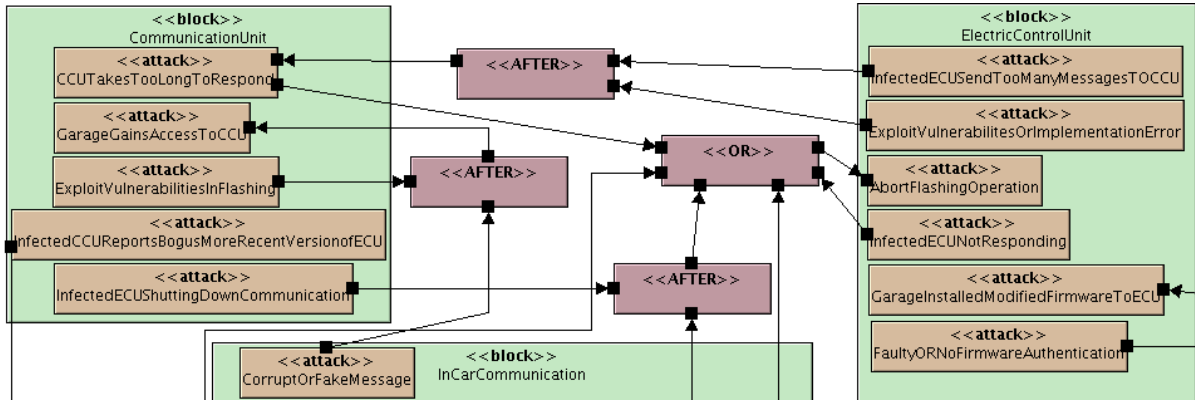 <<block>>
CommunicationUnit
<<attack>>
CCUTakesTooLongToRespond
<<attack>>
GarageGainsAccessToCCU
<<attack>>
ExploitVulnerabilitiesInFlashing
<<attack>>
InfectedCCUReportsBogusMoreRecentVersionofECU
<<attack>>
InfectedECUShuttingDownCommunication
<<AFTER>>
<<AFTER>>
<<OR>>
<<AFTER>>
<<block>>
InCarCommunication
<<attack>>
CorruptOrFakeMessage
<<block>>
ElectricControlUnit
<<attack>>
InfectedECUSendTooManyMessagesTOCCU
<<attack>>
ExploitVulnerabilitesOrImplementationError
<<attack>>
AbortFlashingOperation
<<attack>>
InfectedECUNotResponding
<<attack>>
GarageInstalledModifiedFirmwareToECU
<<attack>>
FaultyORNoFirmwareAuthentication